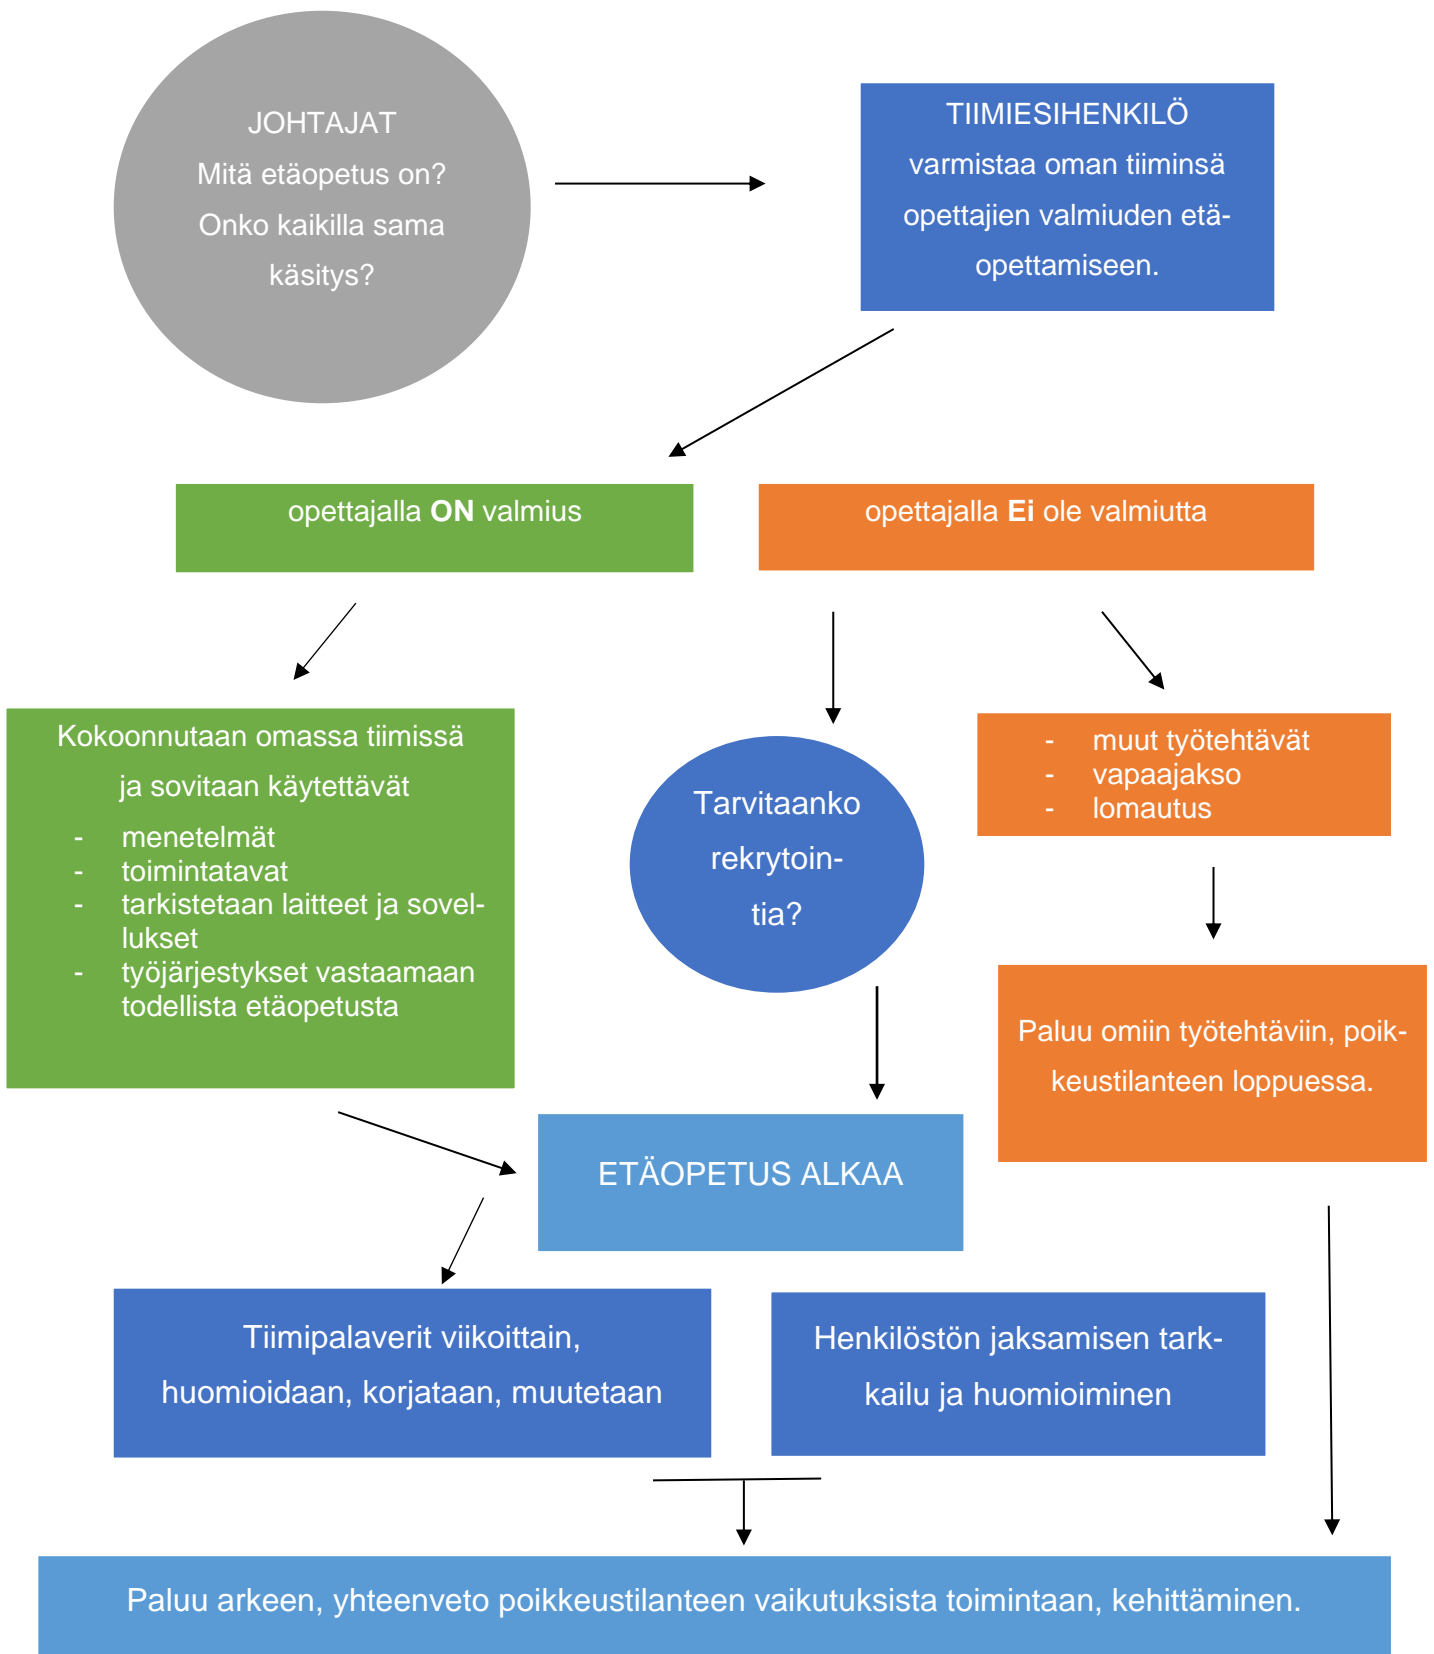 JOHTAJAT
Mitä etäopetus on?
Onko kaikilla sama
käsitys?
TIIMIESIHENKILÖ
varmistaa oman tiiminsä
opettajien valmiuden etä-
opettamiseen.
opettajalla ON valmius
opettajalla Ei ole valmiutta
Kokoonnutaan omassa tiimissä
ja sovitaan käytettävät
- menetelmät
- toimintatavat
- tarkistetaan laitteet ja sovel-
lukset
- työjärjestykset vastaamaan
todellista etäopetusta
Tarvitaanko
rekrytoin-
tia?
- muut työtehtävät
- vapaajakso
- lomautus
Paluu omiin työtehtäviin, poik-
keustilanteen loppuessa.
ETÄOPETUS ALKAA
Tiimipalaverit viikoittain,
huomioidaan, korjataan, muutetaan
Henkilöstön jaksamisen tark-
kailu ja huomioiminen
Paluu arkeen, yhteenveto poikkeustilanteen vaikutuksista toimintaan, kehittäminen.